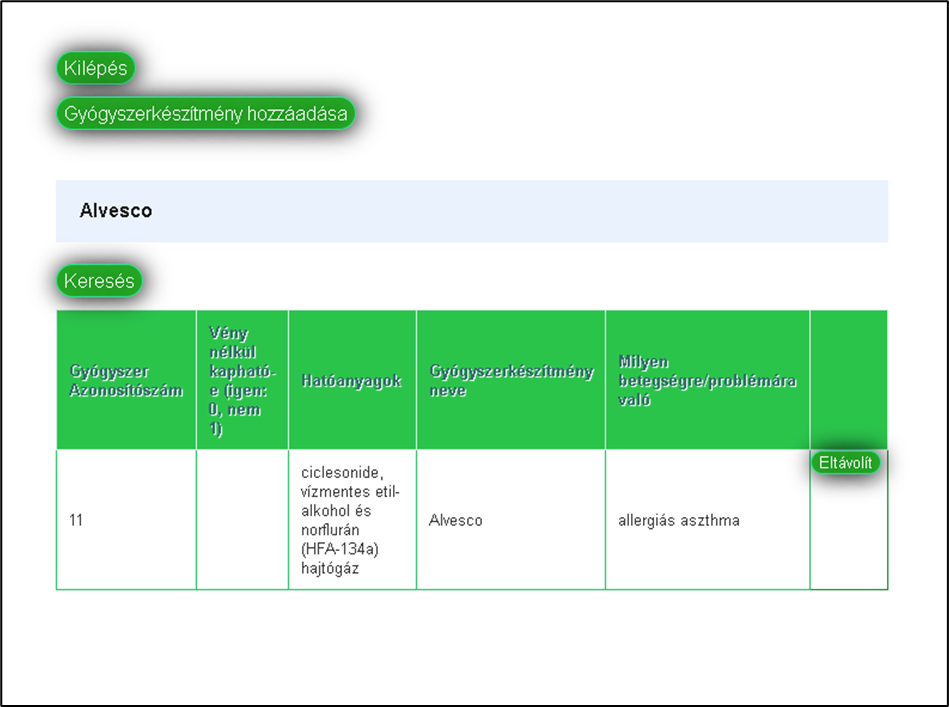 Kilépés
Gyógyszerkészítmény hozzáadása
Alvesco
Keresés
Gyógyszer
Azonosítószám
Vény
nélkül
kapható-
e (igen:
0, nem
1)
Hatóanyagok
Gyógyszerkészítmény
neve
Milyen
betegségre/problémára
való
11
ciclesonide,
vízmentes etil-
alkohol és
norflurán
(HFA-134a)
hajtógáz
Alvesco
allergiás aszthma
Eltávolít